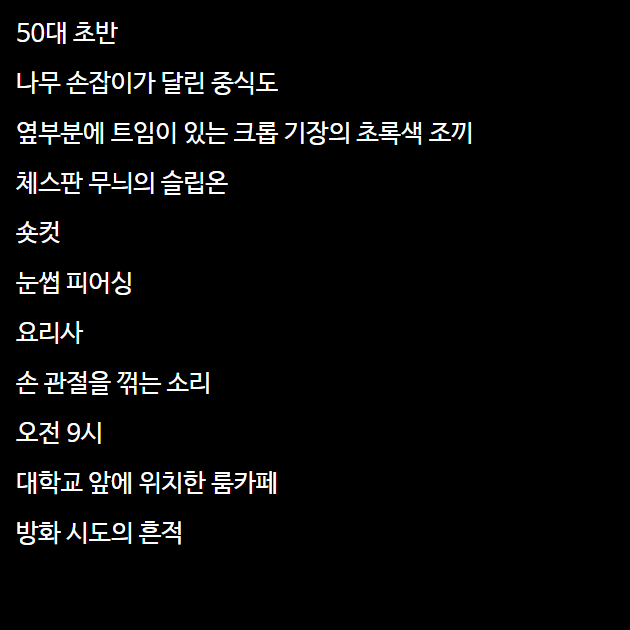 50대 초반
나무 손잡이가 달린 중식도
옆부분에 트임이 있는 크롭 기장의 초록색 조끼
체스판 무늬의 슬립온
숏컷
눈썹 피어싱
요리사
손 관절을 꺾는 소리
오전 9시
대학교 앞에 위치한 룸카페
방화 시도의 흔적